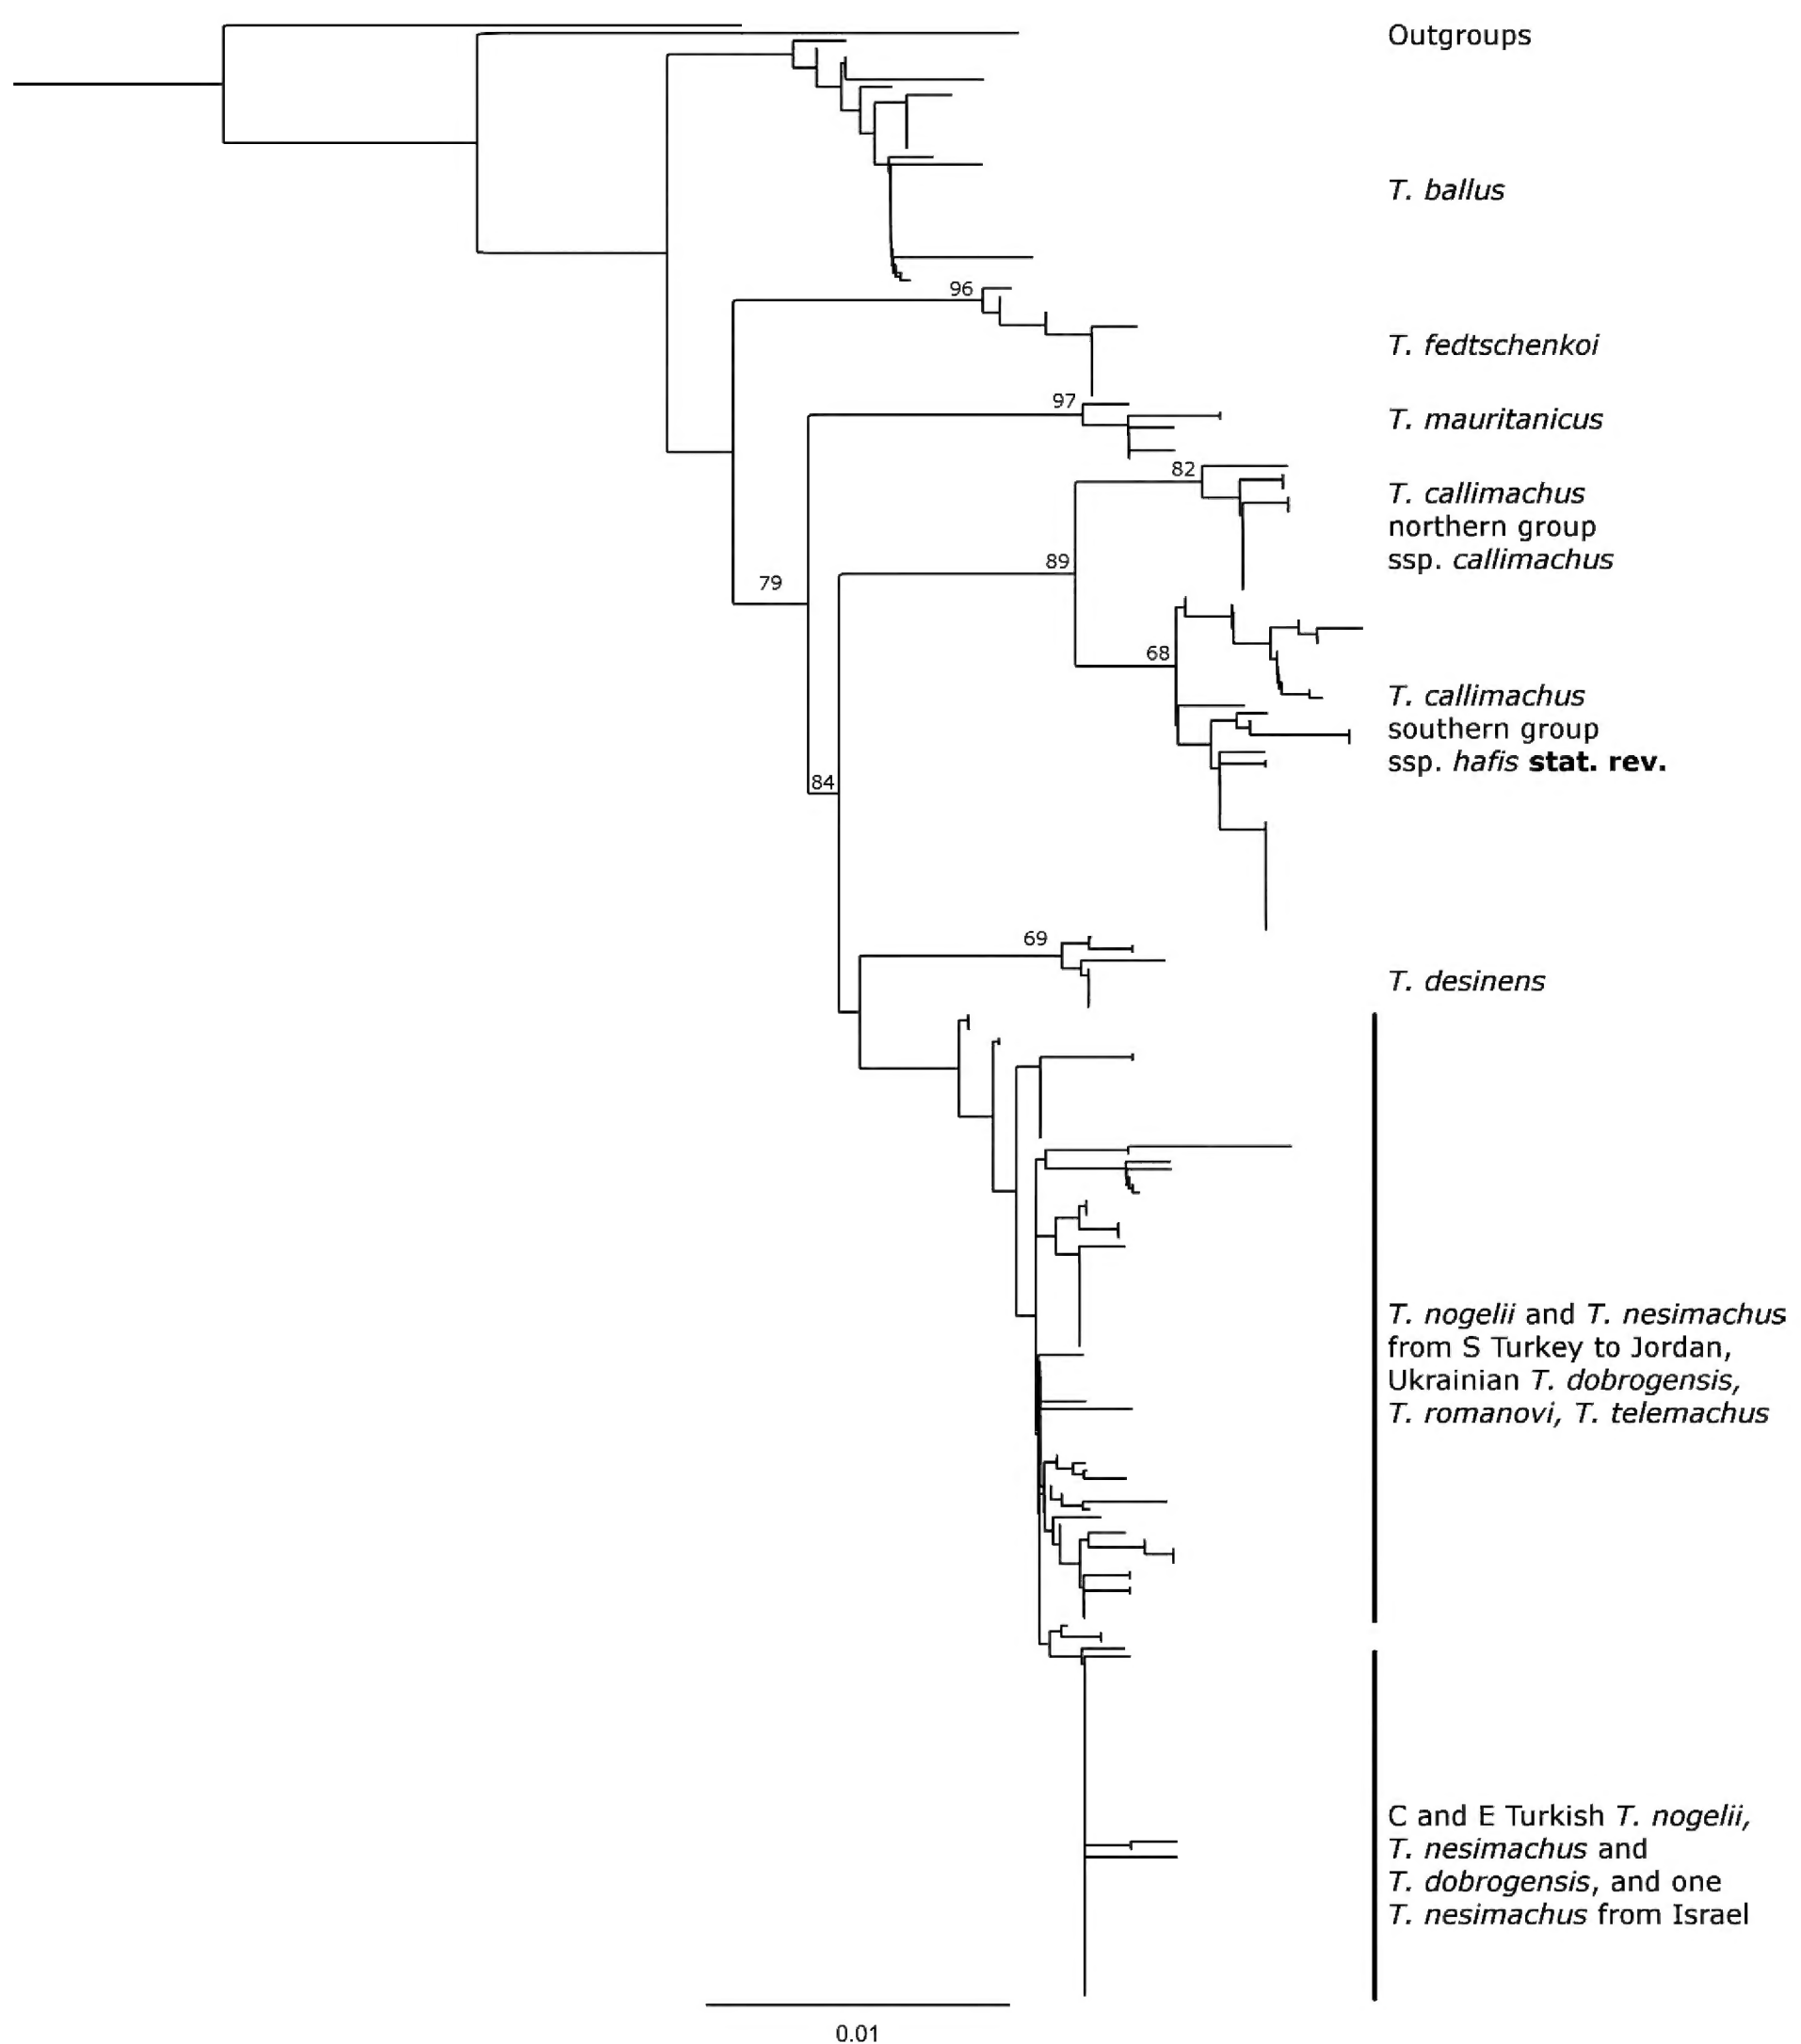 Outgroups
T. ballus
96
T. fedtschenkoi
97
T. mauritanicus
82
T. callimachus
northern group
ssp. callimachus
89
79
68
T. callimachus
southern group
ssp. hafis stat. rev.
84
69
T. desinens
T. nogelii and T. nesimachus
from S Turkey to Jordan,
Ukrainian T. dobrogensis,
T. romanovi, T. telemachus
C and E Turkish T. nogelii,
T. nesimachus and
T. dobrogensis, and one
T. nesimachus from Israel
0.01